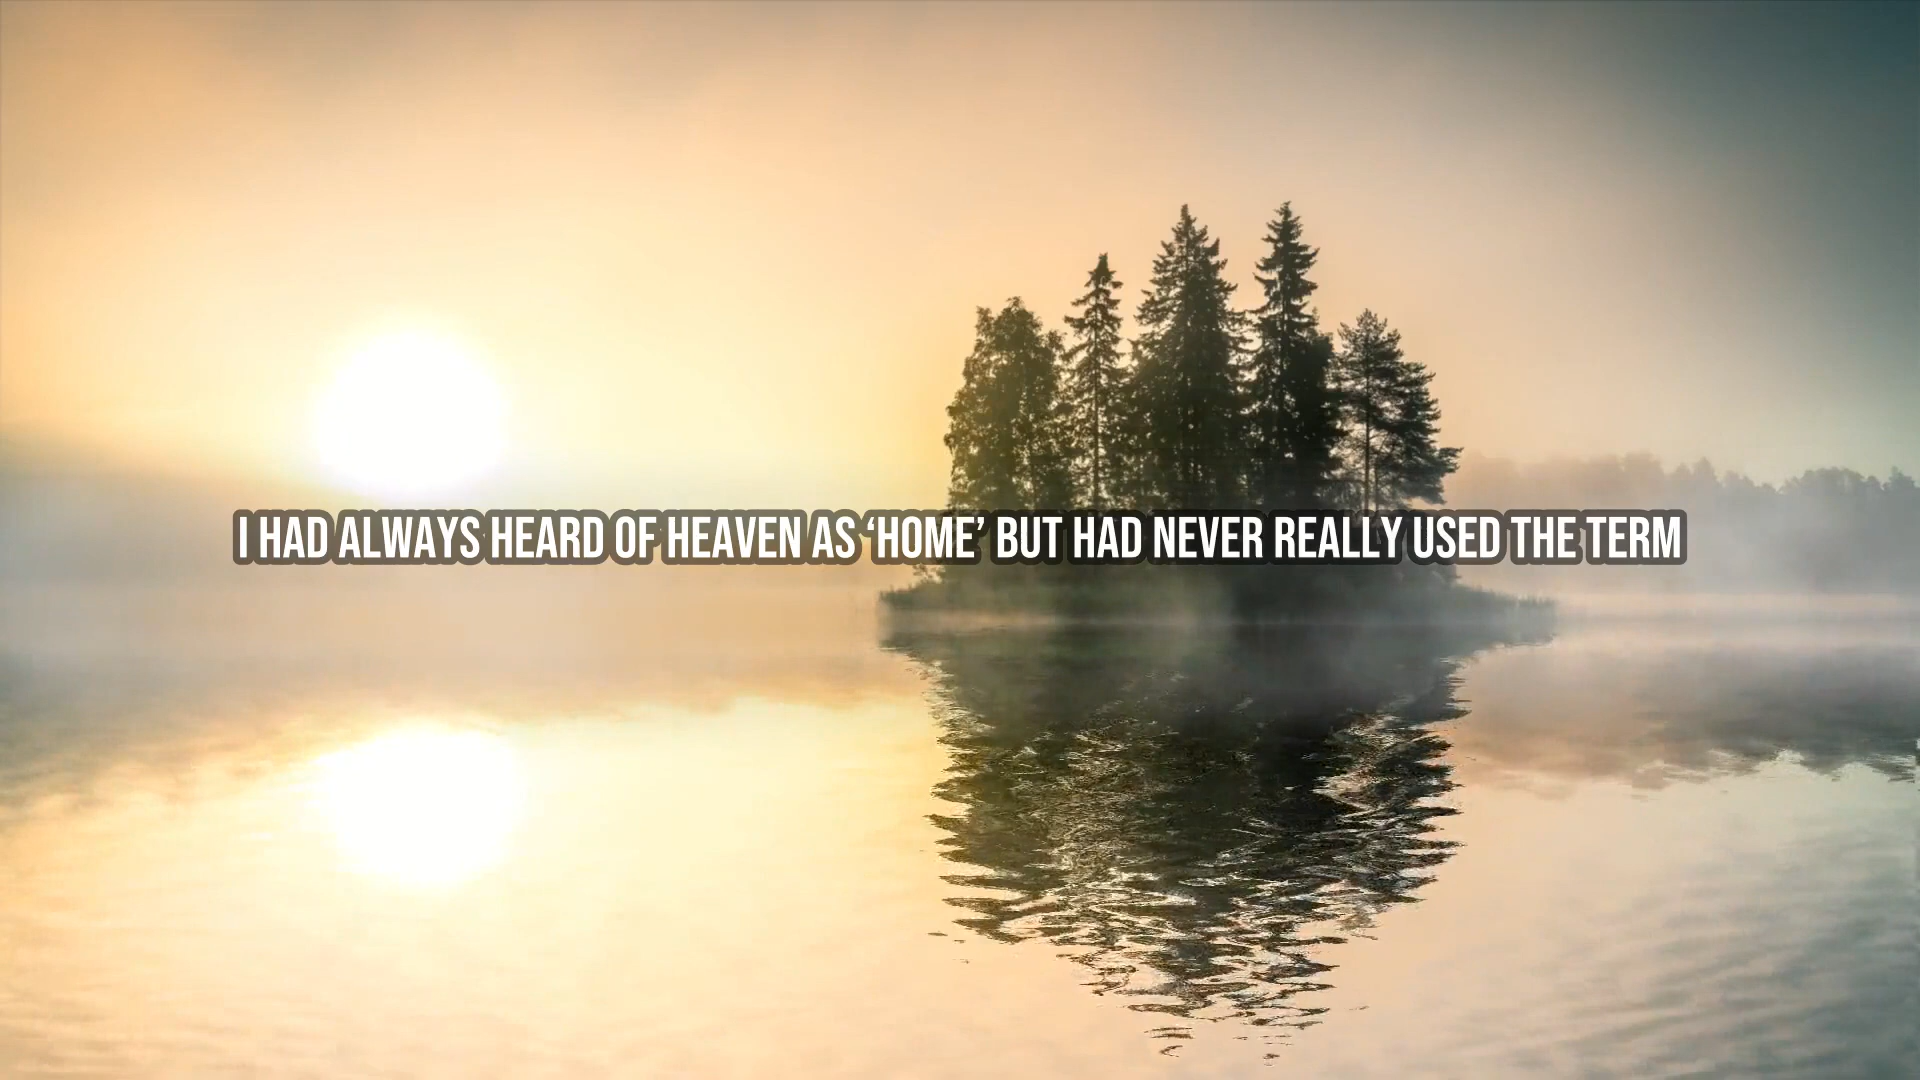 I HAD ALWAYS HEARD OF HEAVEN AS ‘HOME’ BUT HAD NEVER REALLY USED THE TERM